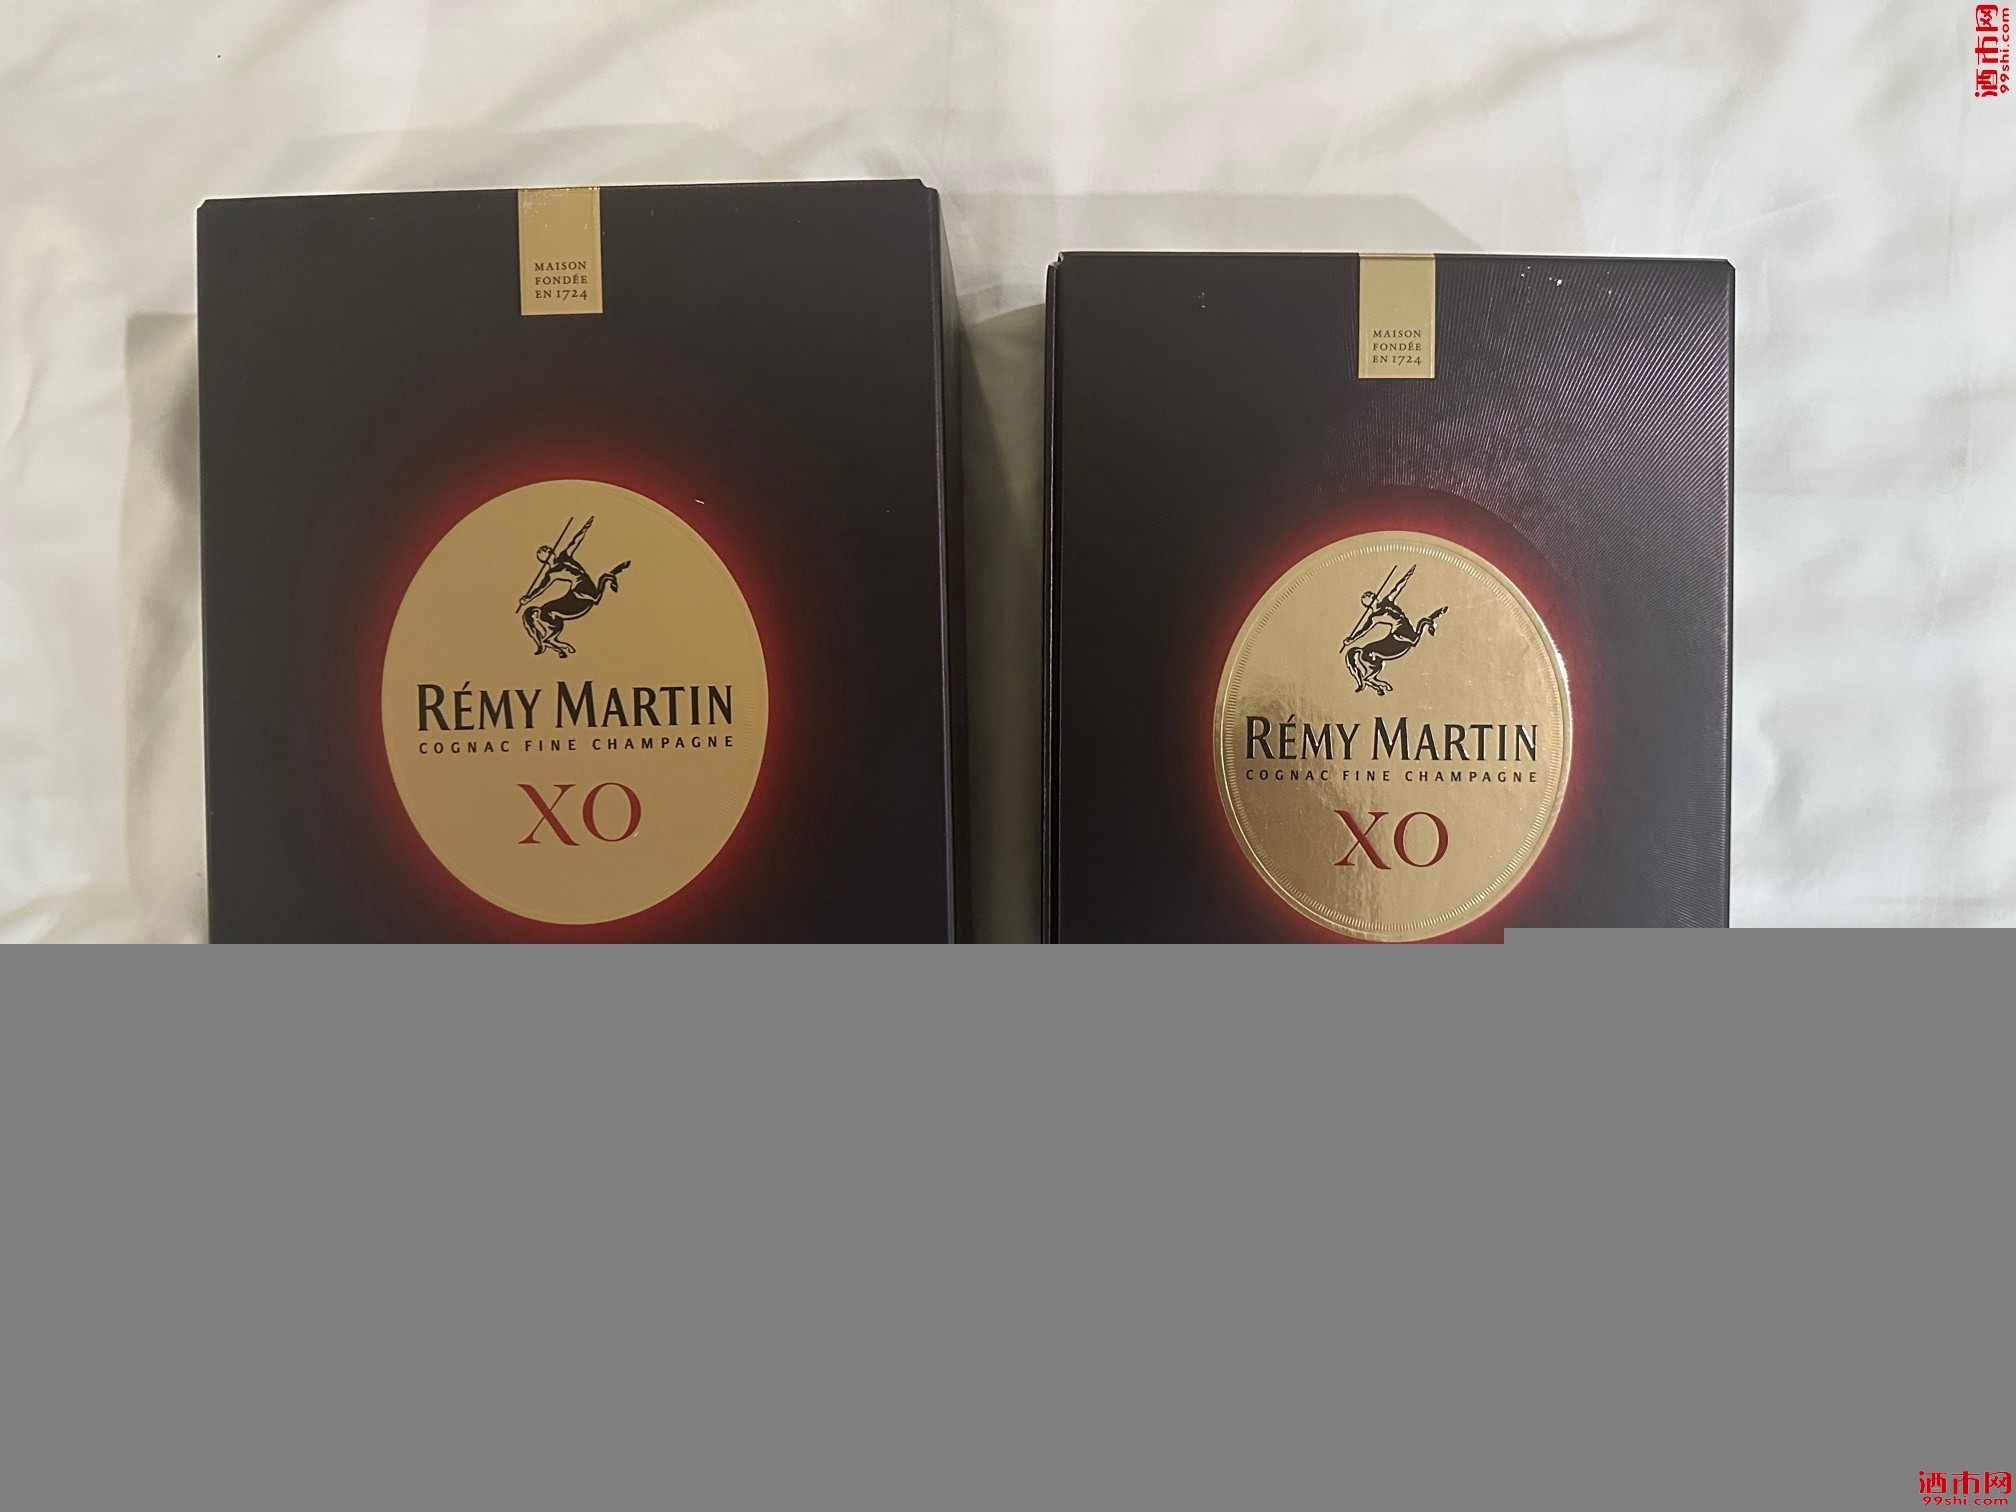 酒市网
99shi.com
MAISON
FONDÉE
EN 1724
RÉMY MARTIN
COGNAC FINE CHAMPAGNE
XO
MAISON
FONDÉE
EN 1724
RÉMY MARTIN
COGNAC FINE CHAMPAGNE
XO
酒市网
99shi.com